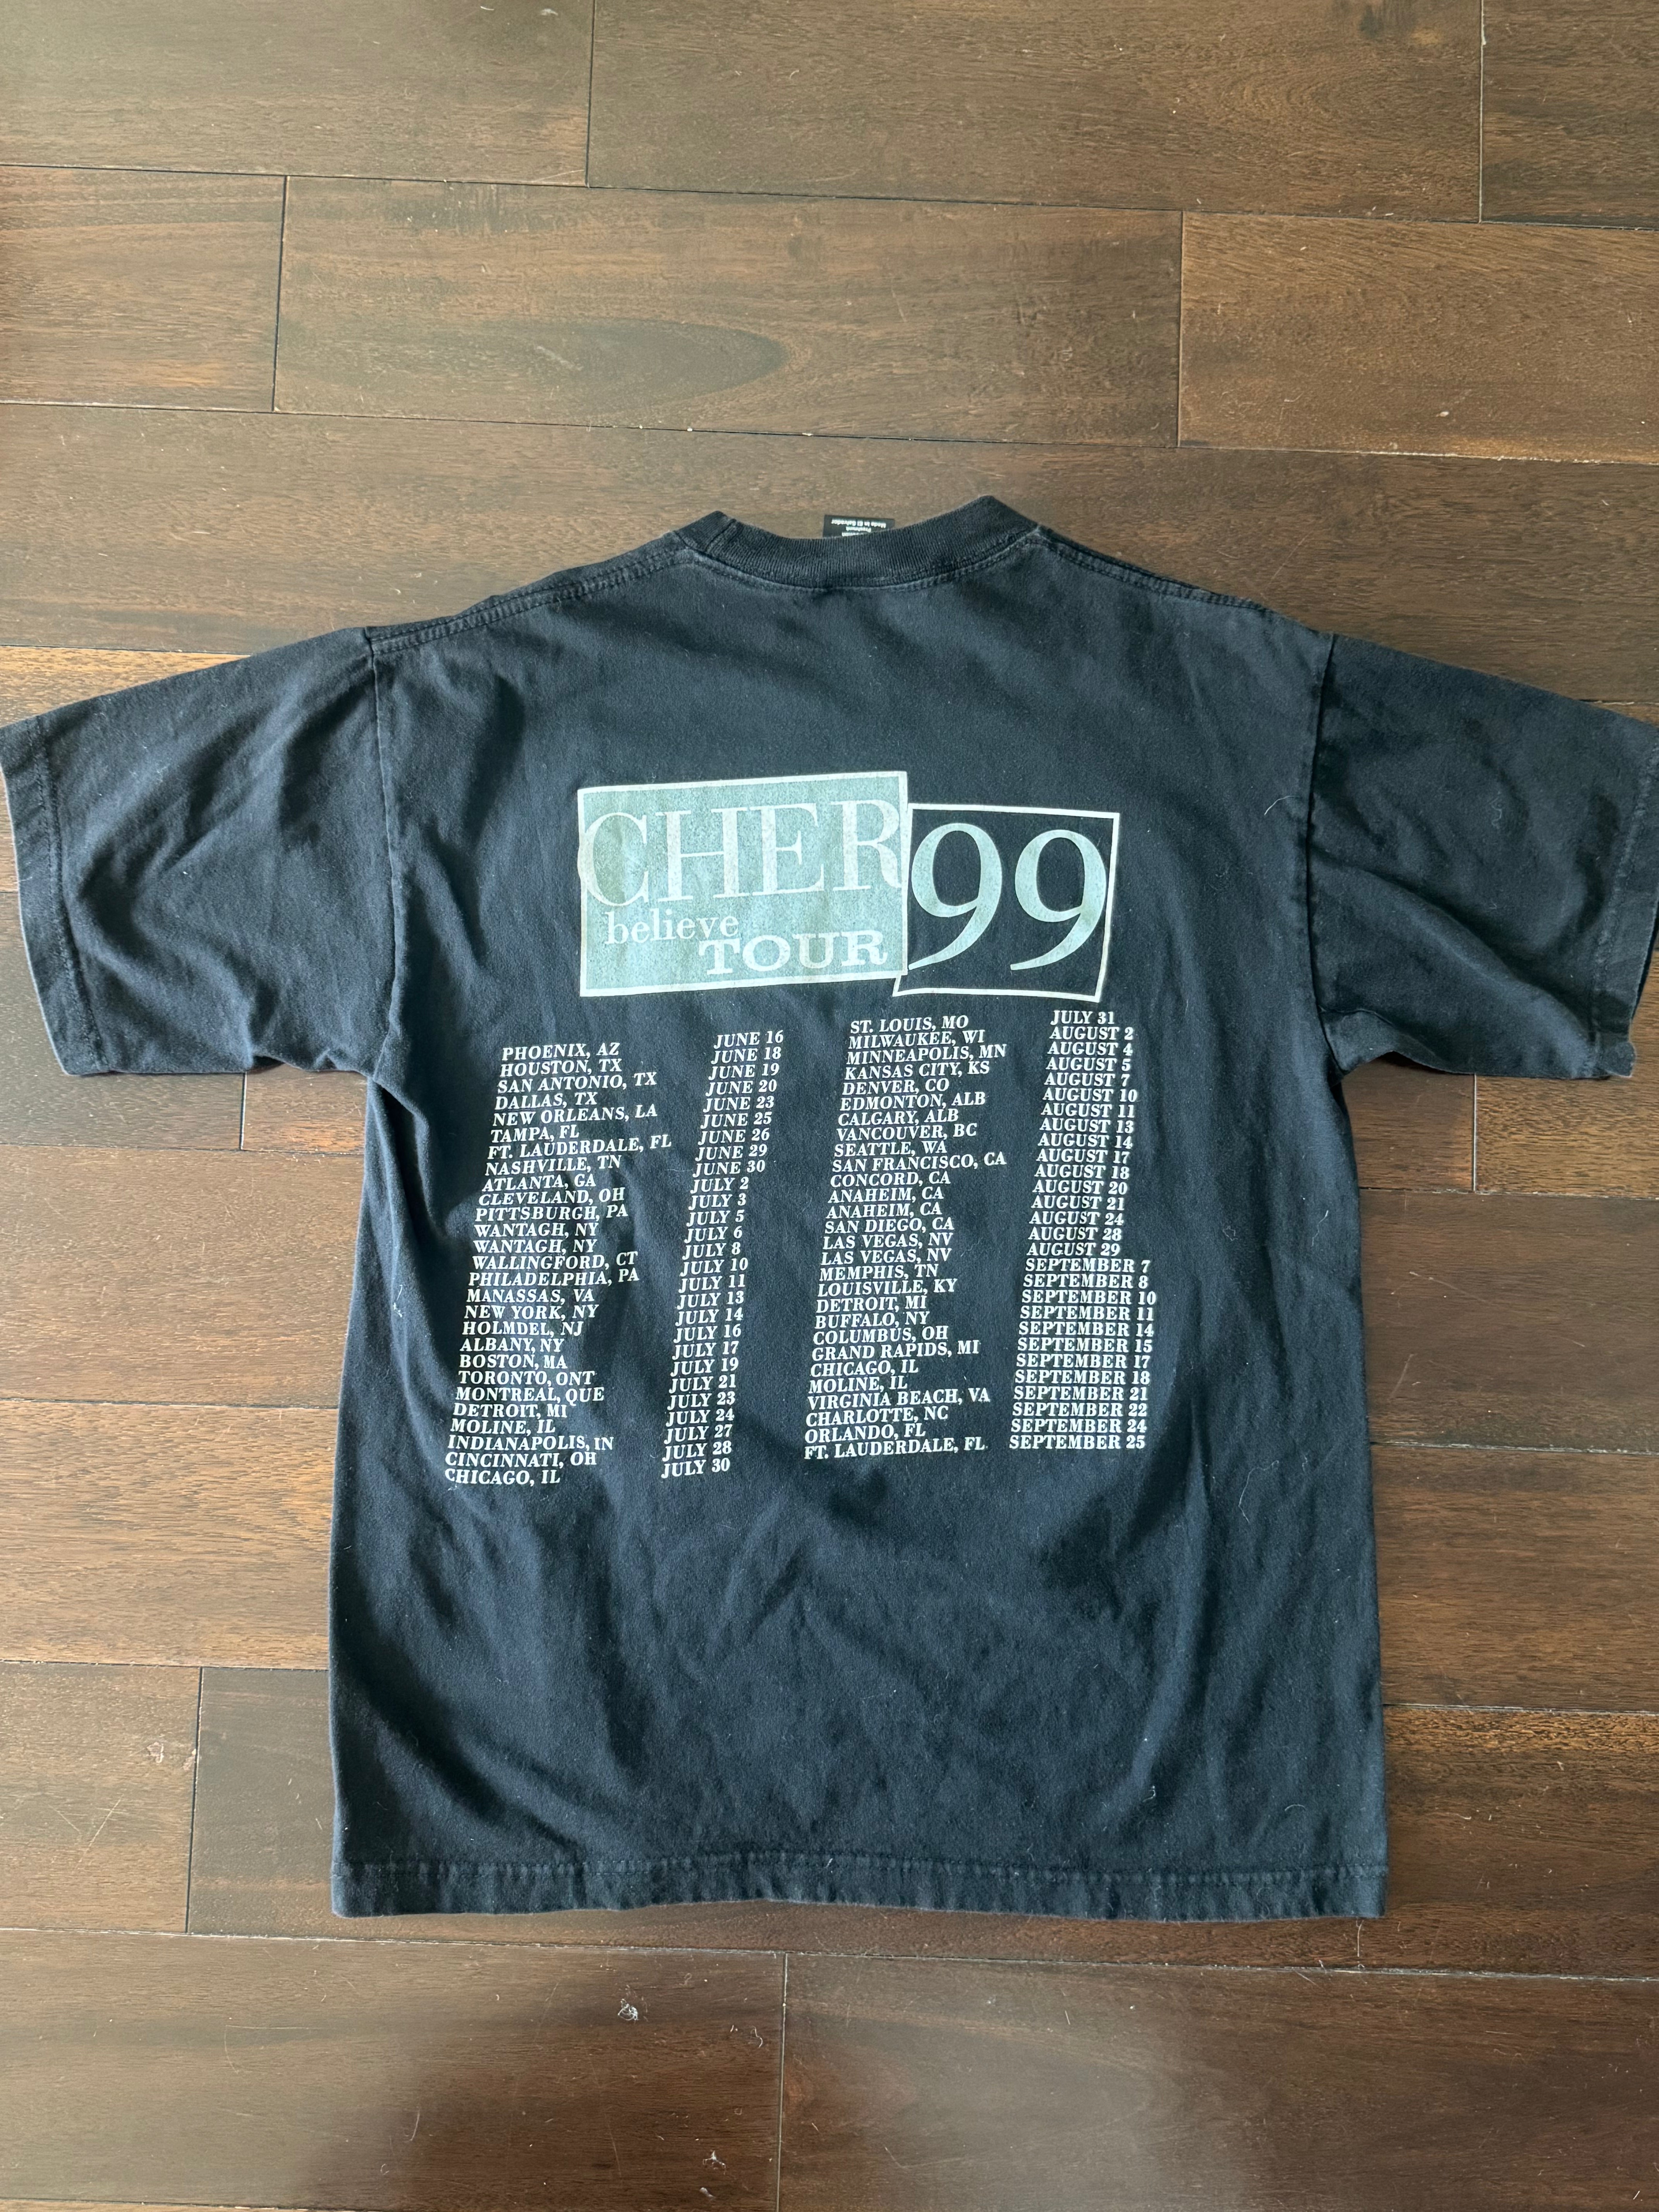 Made in El Salvador
CHER 99
believe
TOUR
PHOENIX, AZ JUNE 16
HOUSTON, TX JUNE 18
SAN ANTONIO, TX JUNE 19
DALLAS, TX JUNE 20
NEW ORLEANS, LA JUNE 23
TAMPA, FL JUNE 25
FT. LAUDERDALE, FL JUNE 26
NASHVILLE, TN JUNE 29
ATLANTA, GA JUNE 30
CLEVELAND, OH JULY 2
PITTSBURGH, PA JULY 3
WANTAGH, NY JULY 5
WANTAGH, NY JULY 6
WALLINGFORD, CT JULY 8
PHILADELPHIA, PA JULY 10
MANASSAS, VA JULY 11
NEW YORK, NY JULY 13
HOLMDEL, NJ JULY 14
ALBANY, NY JULY 16
BOSTON, MA JULY 17
TORONTO, ONT JULY 19
MONTREAL, QUE JULY 21
DETROIT, MI JULY 23
MOLINE, IL JULY 24
INDIANAPOLIS, IN JULY 27
CINCINNATI, OH JULY 28
CHICAGO, IL JULY 30
ST. LOUIS, MO JULY 31
MILWAUKEE, WI AUGUST 2
MINNEAPOLIS, MN AUGUST 4
KANSAS CITY, KS AUGUST 5
DENVER, CO AUGUST 7
EDMONTON, ALB AUGUST 10
CALGARY, ALB AUGUST 11
VANCOUVER, BC AUGUST 13
SEATTLE, WA AUGUST 14
SAN FRANCISCO, CA AUGUST 17
CONCORD, CA AUGUST 18
ANAHEIM, CA AUGUST 20
ANAHEIM, CA AUGUST 21
SAN DIEGO, CA AUGUST 24
LAS VEGAS, NV AUGUST 28
LAS VEGAS, NV AUGUST 29
MEMPHIS, TN SEPTEMBER 7
LOUISVILLE, KY SEPTEMBER 8
DETROIT, MI SEPTEMBER 10
BUFFALO, NY SEPTEMBER 11
COLUMBUS, OH SEPTEMBER 14
GRAND RAPIDS, MI SEPTEMBER 15
CHICAGO, IL SEPTEMBER 17
MOLINE, IL SEPTEMBER 18
VIRGINIA BEACH, VA SEPTEMBER 21
CHARLOTTE, NC SEPTEMBER 22
ORLANDO, FL SEPTEMBER 24
FT. LAUDERDALE, FL SEPTEMBER 25